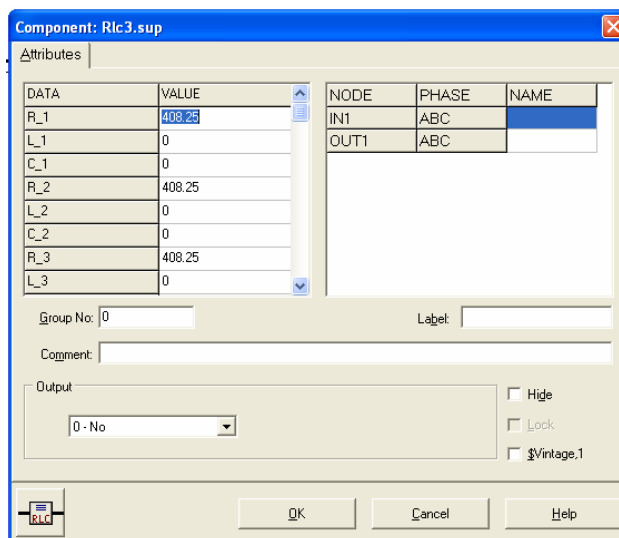 Component: Rlc3.sup
Attributes
DATA VALUE
R_1 408.25
L_1 0
C_1 0
R_2 408.25
L_2 0
C_2 0
R_3 408.25
L_3 0
NODE PHASE NAME
IN1 ABC
OUT1 ABC
Group No: 0
Label:
Comment:
Output
0 - No
Hide
Lock
$Vintage,1
RLC
OK
Cancel
Help